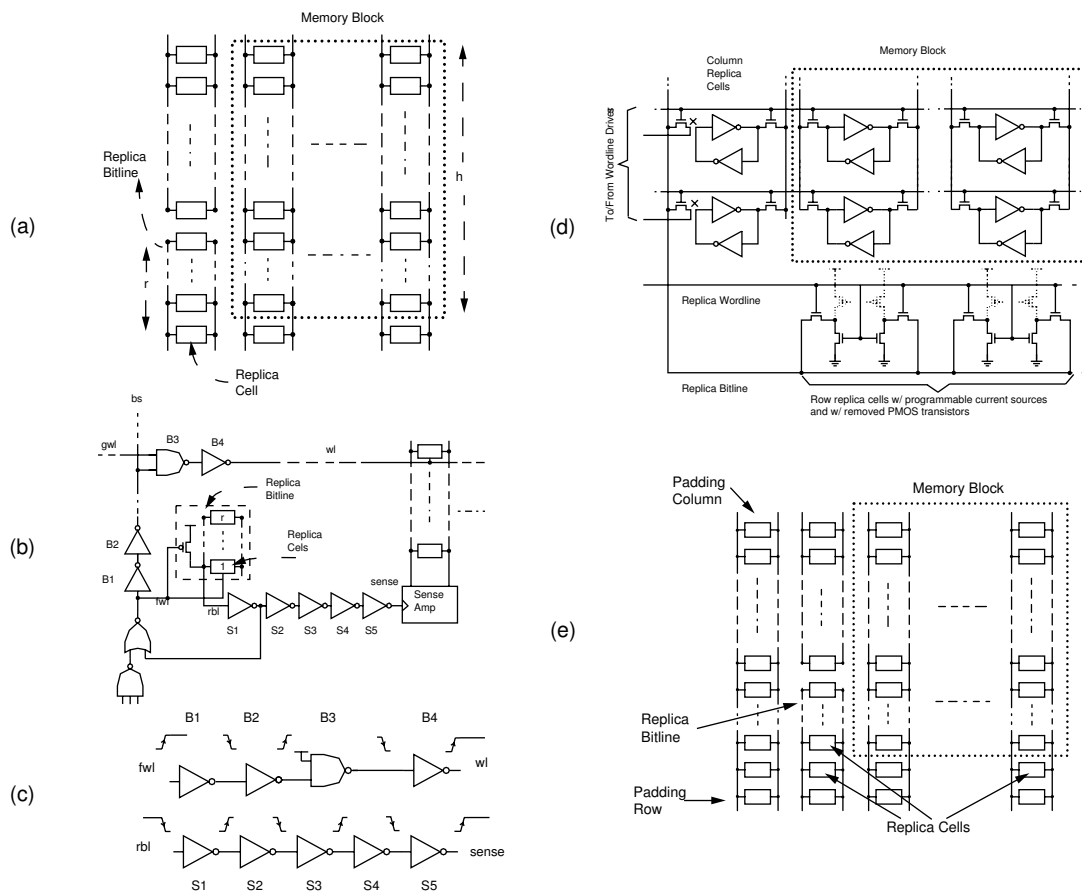 (a)
Memory Block
Replica
Bitline
h
r
Replica
Cell
(b)
bs
gwl
B3
B4
wl
Replica
Bitline
r
Replica
Cels
1
B2
B1
fwl
rbl
S1
S2
S3
S4
S5
sense
Sense
Amp
(c)
B1
B2
B3
B4
fwl
wl
rbl
sense
S1
S2
S3
S4
S5
(d)
Memory Block
Column
Replica
Cells
To/From Wordline Drives
Replica Wordline
Replica Bitline
Row replica cells w/ programmable current sources
and w/ removed PMOS transistors
(e)
Padding
Column
Memory Block
Replica
Bitline
Padding
Row
Replica Cells